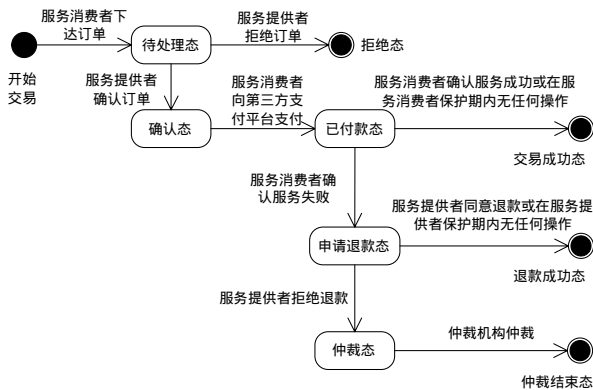 服务消费者下
达订单
服务提供者
拒绝订单
待处理态
拒绝态
开始
交易
服务提供者
确认订单
服务消费者
向第三方支
付平台支付
服务消费者确认服务成功或在服
务消费者保护期内无任何操作
确认态
已付款态
交易成功态
服务消费者确
认服务失败
服务提供者同意退款或在服务提
供者保护期内无任何操作
申请退款态
退款成功态
服务提供者拒绝退款
仲裁机构仲裁
仲裁态
仲裁结束态